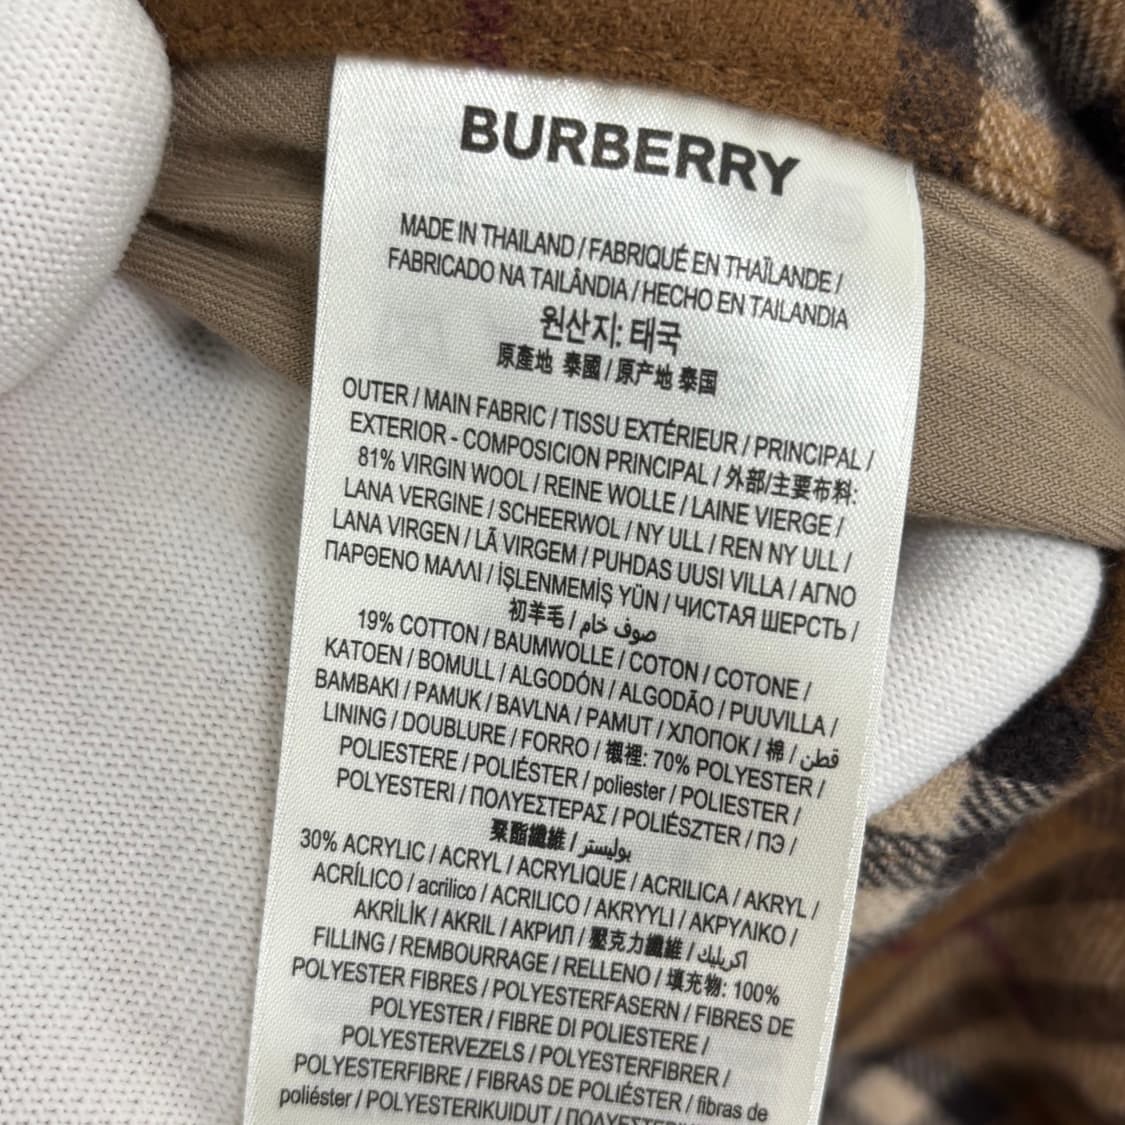 BURBERRY
MADE IN THAILAND / FABRIQUÉ EN THAÏLANDE /
FABRICADO NA TAILÂNDIA / HECHO EN TAILANDIA
원산지: 태국
原產地 泰國 / 原产地 泰国
OUTER / MAIN FABRIC / TISSU EXTÉRIEUR / PRINCIPAL /
EXTERIOR - COMPOSICION PRINCIPAL / 外部/主要布料:
81% VIRGIN WOOL / REINE WOLLE / LAINE VIERGE /
LANA VERGINE / SCHEERWOL / NY ULL / REN NY ULL /
LANA VIRGEN / LÃ VIRGEM / PUHDAS UUSI VILLA / ΑΓΝΟ
ΠΑΡΘΕΝΟ ΜΑΛΛΙ / İŞLENMEMİŞ YÜN / ЧИСТАЯ ШЕРСТЬ /
初羊毛 / صوف خام
19% COTTON / BAUMWOLLE / COTON / COTONE /
KATOEN / BOMULL / ALGODÓN / ALGODÃO / PUUVILLA /
BAMBAKI / PAMUK / BAVLNA / PAMUT / ХЛОПОК / 棉 / قطن
LINING / DOUBLURE / FORRO / 襯裡: 70% POLYESTER /
POLIESTERE / POLIÉSTER / poliester / POLIESTER /
POLYESTERI / ΠΟΛΥΕΣΤΕΡΑΣ / POLIÉSZTER / ПЭ /
聚酯纖維 / بوليستر
30% ACRYLIC / ACRYL / ACRYLIQUE / ACRILICA / AKRYL /
ACRÍLICO / acrilico / ACRILICO / AKRYYLI / ΑΚΡΥΛΙΚΟ /
AKRİLİK / AKRIL / АКРИЛ / 壓克力纖維 / اكريليك
FILLING / REMBOURRAGE / RELLENO / 填充物: 100%
POLYESTER FIBRES / POLYESTERFASERN / FIBRES DE
POLYESTER / FIBRE DI POLIESTERE /
POLYESTERVEZELS / POLYESTERFIBRER /
POLYESTERFIBRE / FIBRAS DE POLIÉSTER / fibras de
poliéster / POLYESTERIKUIDUT /